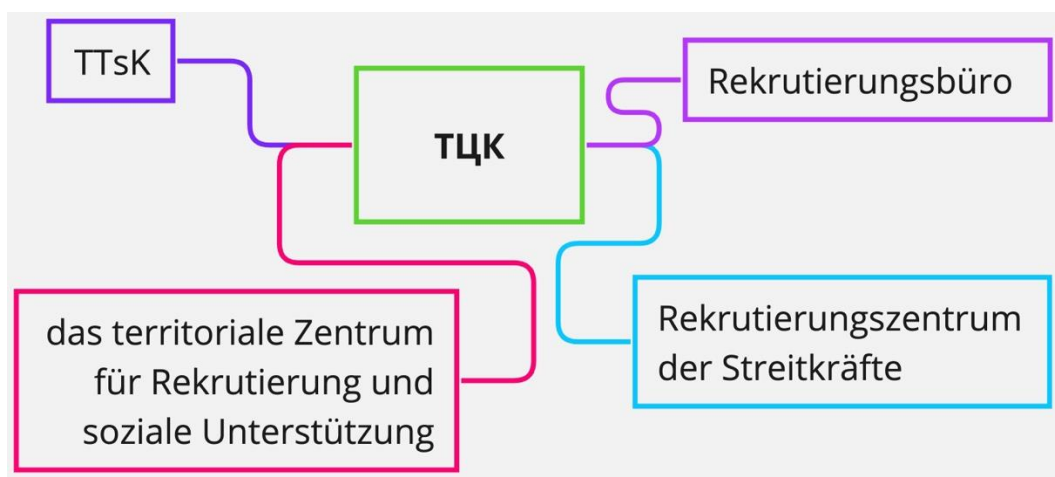 TTsK
Rekrutierungsbüro
ТЦК
das territoriale Zentrum
für Rekrutierung und
soziale Unterstützung
Rekrutierungszentrum
der Streitkräfte